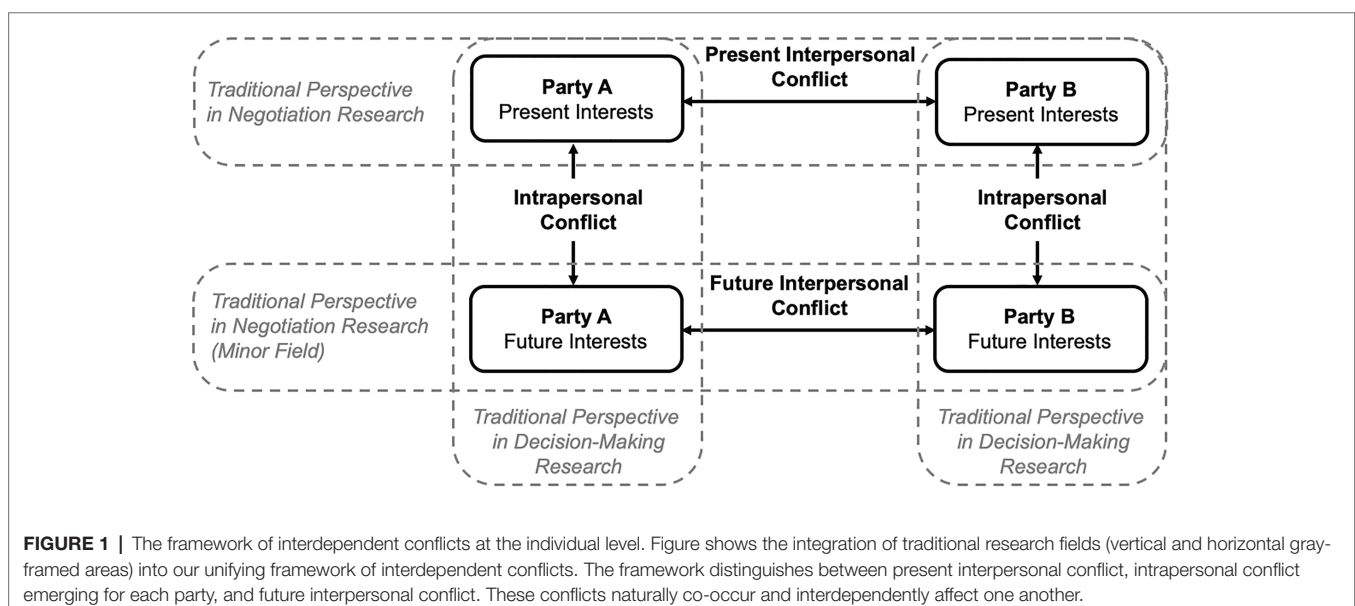 Present Interpersonal
Conflict
Traditional Perspective
in Negotiation Research
Party A
Present Interests
Party B
Present Interests
Intrapersonal
Conflict
Intrapersonal
Conflict
Future Interpersonal
Conflict
Traditional Perspective
in Negotiation Research
(Minor Field)
Party A
Future Interests
Party B
Future Interests
Traditional Perspective
in Decision-Making
Research
Traditional Perspective
in Decision-Making
Research
FIGURE 1 | The framework of interdependent conflicts at the individual level. Figure shows the integration of traditional research fields (vertical and horizontal gray-
framed areas) into our unifying framework of interdependent conflicts. The framework distinguishes between present interpersonal conflict, intrapersonal conflict
emerging for each party, and future interpersonal conflict. These conflicts naturally co-occur and interdependently affect one another.